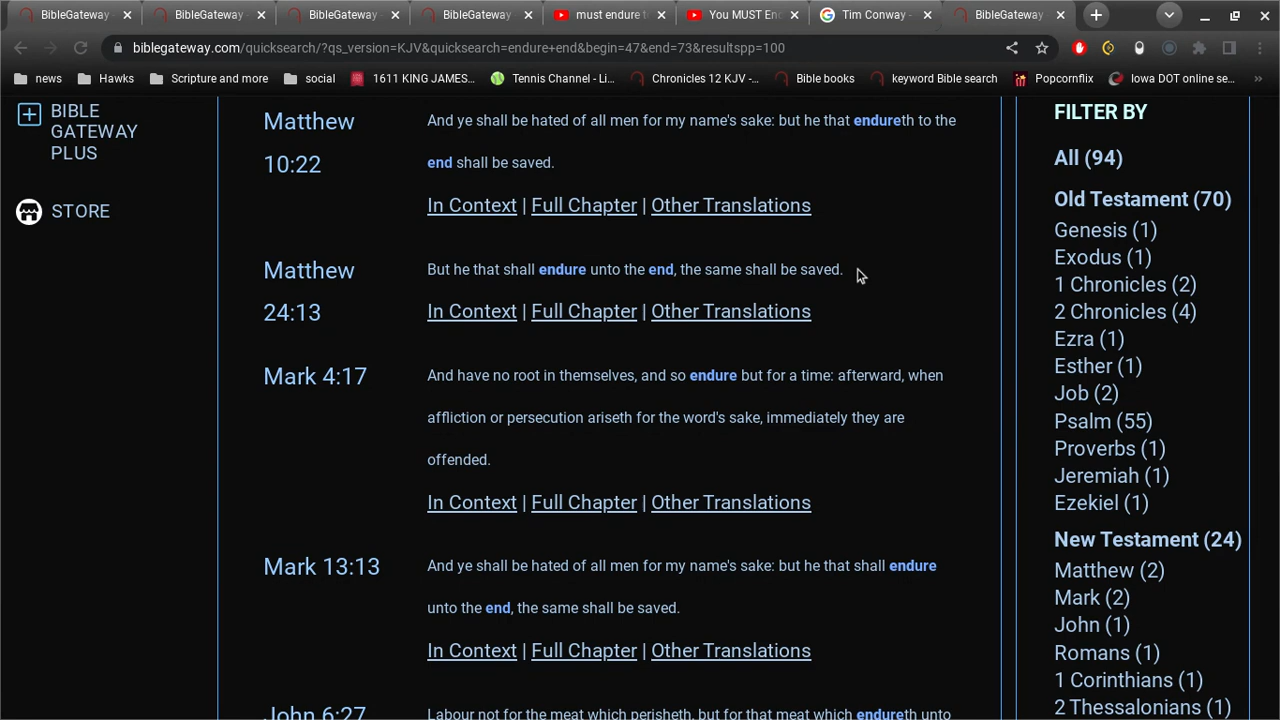 BibleGateway
BibleGateway
BibleGateway
BibleGateway
must endure t
You MUST End
Tim Conway -
BibleGateway
biblegateway.com/quicksearch/?qs_version=KJV&quicksearch=endure+end&begin=47&end=73&resultspp=100
news
Hawks
Scripture and more
social
1611 KING JAMES...
Tennis Channel - Li...
Chronicles 12 KJV -...
Bible books
keyword Bible search
Popcornflix
Iowa DOT online se...
»
BIBLE
GATEWAY
PLUS
STORE
Matthew
10:22
And ye shall be hated of all men for my name's sake: but he that endureth to the
end shall be saved.
In Context | Full Chapter | Other Translations
Matthew
24:13
But he that shall endure unto the end, the same shall be saved.
In Context | Full Chapter | Other Translations
Mark 4:17
And have no root in themselves, and so endure but for a time: afterward, when
affliction or persecution ariseth for the word's sake, immediately they are
offended.
In Context | Full Chapter | Other Translations
Mark 13:13
And ye shall be hated of all men for my name's sake: but he that shall endure
unto the end, the same shall be saved.
In Context | Full Chapter | Other Translations
John 6:27
Labour not for the meat which perisheth, but for that meat which endureth unto
FILTER BY
All (94)
Old Testament (70)
Genesis (1)
Exodus (1)
1 Chronicles (2)
2 Chronicles (4)
Ezra (1)
Esther (1)
Job (2)
Psalm (55)
Proverbs (1)
Jeremiah (1)
Ezekiel (1)
New Testament (24)
Matthew (2)
Mark (2)
John (1)
Romans (1)
1 Corinthians (1)
2 Thessalonians (1)